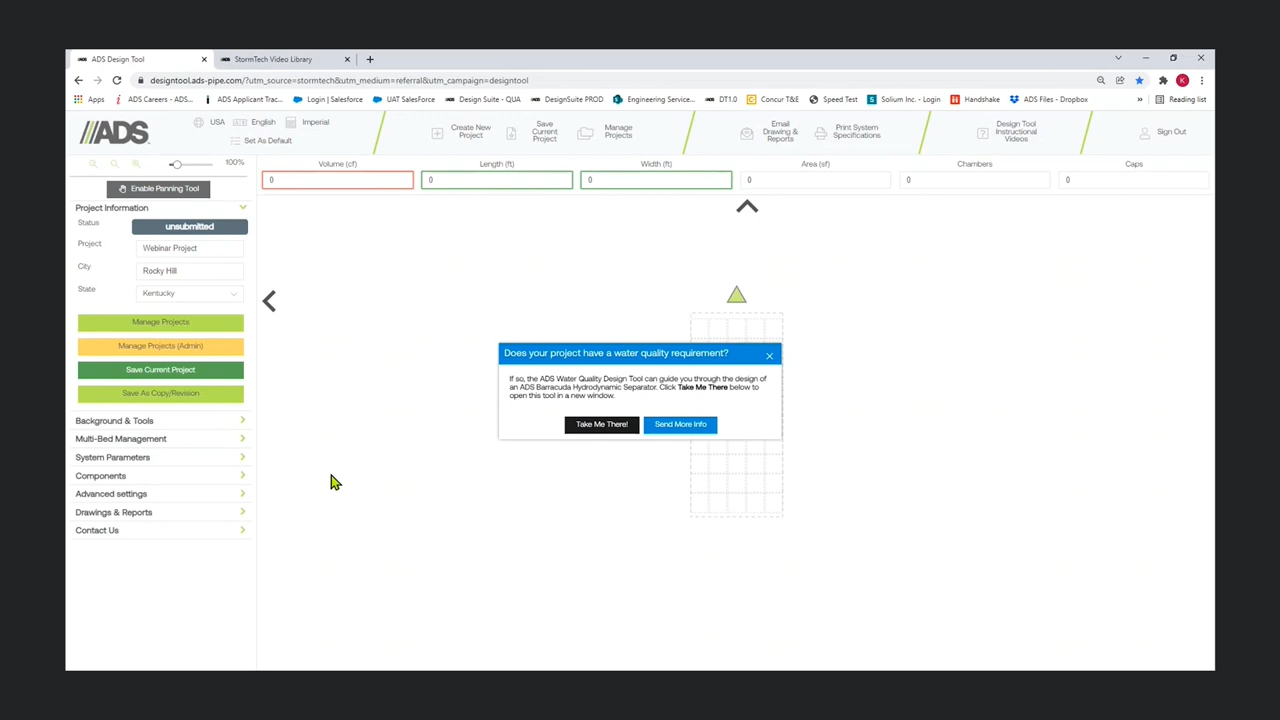 ADS Design Tool
StormTech Video Library
designtool.ads-pipe.com/?utm_source=stormtech&utm_medium=referral&utm_campaign=designtool
K
Apps
ADS Careers - ADS...
ADS Applicant Trac...
Login | Salesforce
UAT SalesForce
Design Suite - QUA
DesignSuite PROD
Engineering Service...
DT1.0
Concur T&E
Speed Test
Solium Inc. - Login
Handshake
ADS Files - Dropbox
»
Reading list
ADS
USA
English
Imperial
Set As Default
Create New
Project
Save
Current
Project
Manage
Projects
Email
Drawing &
Reports
Print System
Specifications
Design Tool
Instructional
Videos
Sign Out
100%
Enable Panning Tool
Volume (cf)
Length (ft)
Width (ft)
Area (sf)
Chambers
Caps
0
0
0
0
0
0
Project Information
Status
unsubmitted
Project
Webinar Project
City
Rocky Hill
State
Kentucky
Manage Projects
Manage Projects (Admin)
Save Current Project
Save As Copy/Revision
Background & Tools
Multi-Bed Management
System Parameters
Components
Advanced settings
Drawings & Reports
Contact Us
Does your project have a water quality requirement?
If so, the ADS Water Quality Design Tool can guide you through the design of
an ADS Barracuda Hydrodynamic Separator. Click Take Me There below to
open this tool in a new window.
Take Me There!
Send More Info